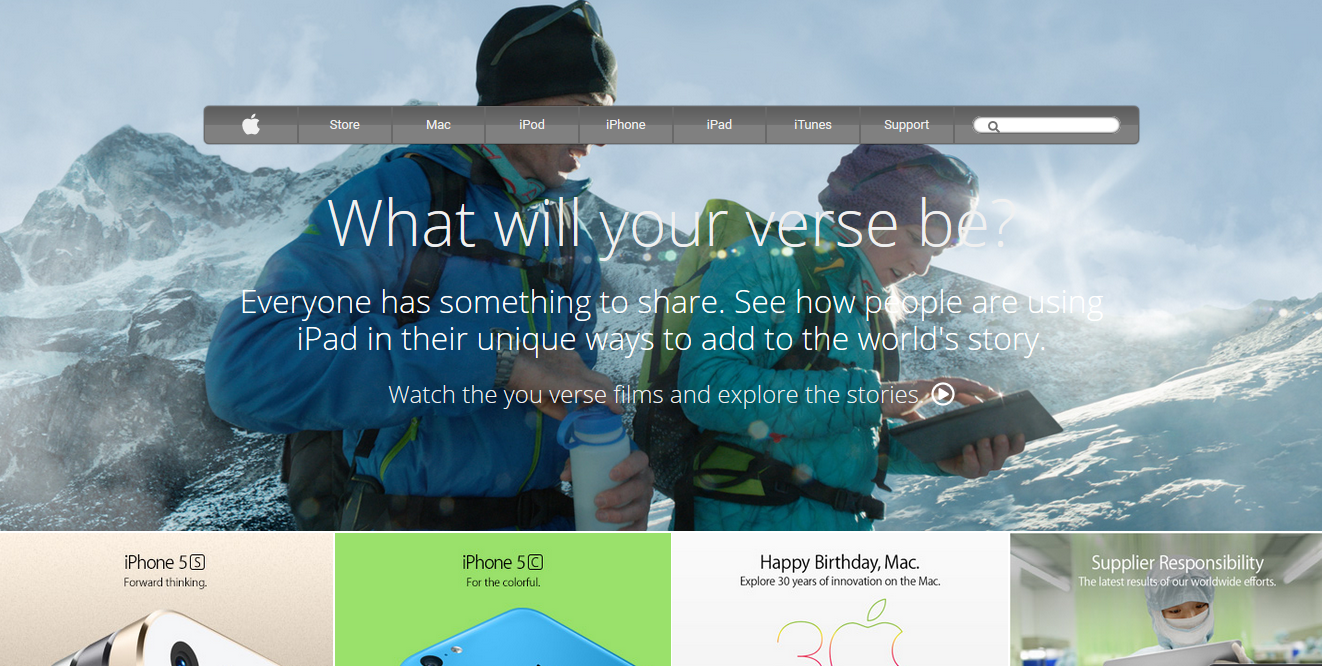 Store Mac iPod iPhone iPad iTunes Support
What will your verse be?
Everyone has something to share. See how people are using
iPad in their unique ways to add to the world's story.
Watch the you verse films and explore the stories
iPhone 5S
Forward thinking.
iPhone 5C
For the colorful.
Happy Birthday, Mac.
Explore 30 years of innovation on the Mac.
30
Supplier Responsibility
The latest results of our worldwide efforts.